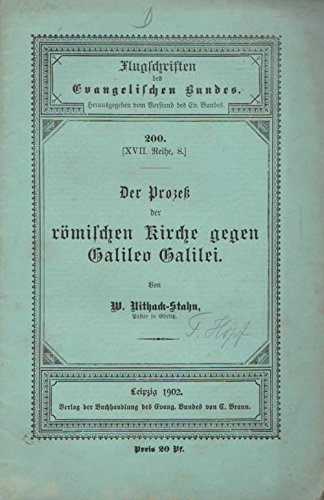 D
Flugschriften
des
Evangelischen Bundes.
Herausgegeben vom Vorstand des Ev. Bundes.
200.
[XVII. Reihe, 8.]
Der Prozeß
der
römischen Kirche gegen
Galileo Galilei.
Von
W. Nithack-Stahn,
Pastor in Görlitz.
Leipzig 1902.
Verlag der Buchhandlung des Evang. Bundes von C. Braun.
Preis 20 Pf.